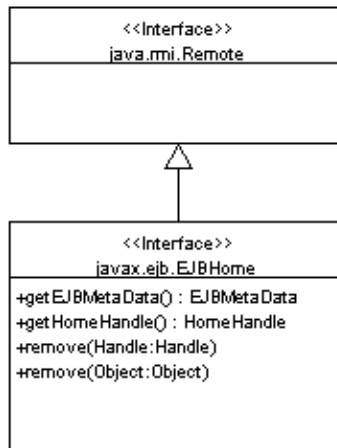 <<Interface>>
java.rmi.Remote
<<Interface>>
javax.ejb.EJBHome
+getEJBMetaData() : EJBMetaData
+getHomeHandle() : HomeHandle
+remove(Handle:Handle)
+remove(Object:Object)